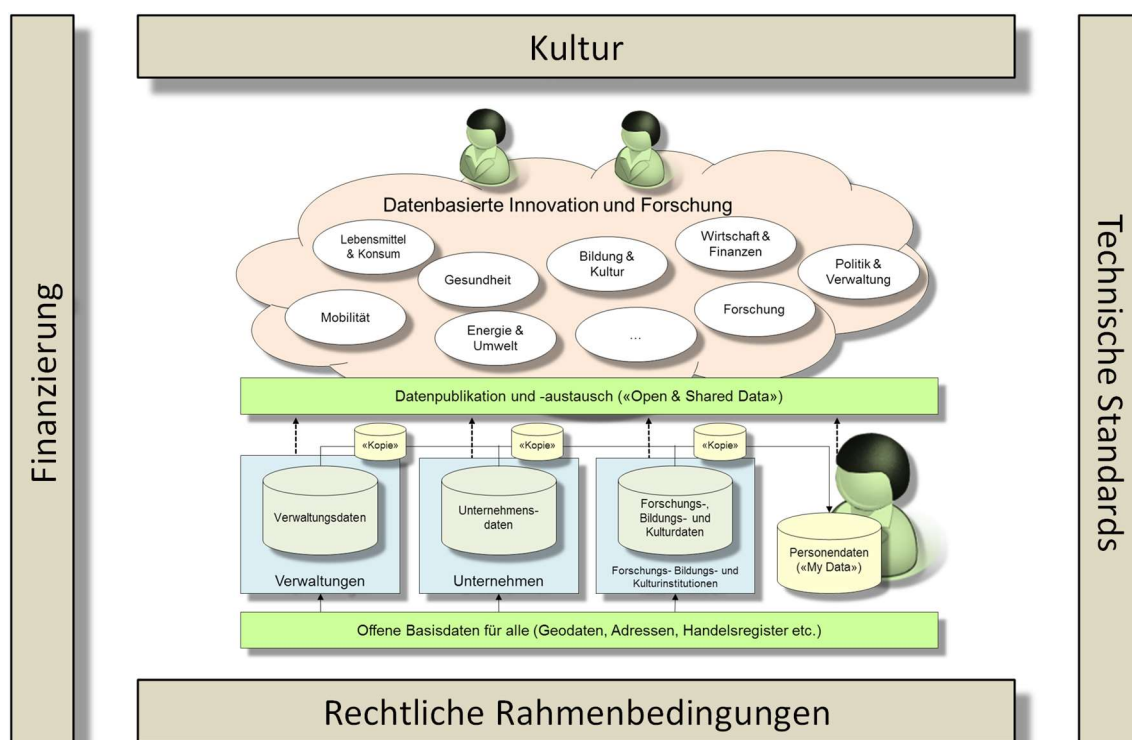 Kultur
Finanzierung
Technische Standards
Datenbasierte Innovation und Forschung
Lebensmittel
& Konsum
Gesundheit
Bildung &
Kultur
Wirtschaft &
Finanzen
Politik &
Verwaltung
Mobilität
Energie &
Umwelt
...
Forschung
Datenpublikation und -austausch («Open & Shared Data»)
«Kopie»
«Kopie»
«Kopie»
Verwaltungsdaten
Verwaltungen
Unternehmens-
daten
Unternehmen
Forschungs-,
Bildungs- und
Kulturdaten
Forschungs- Bildungs- und
Kulturinstitutionen
Personendaten
(«My Data»)
Offene Basisdaten für alle (Geodaten, Adressen, Handelsregister etc.)
Rechtliche Rahmenbedingungen